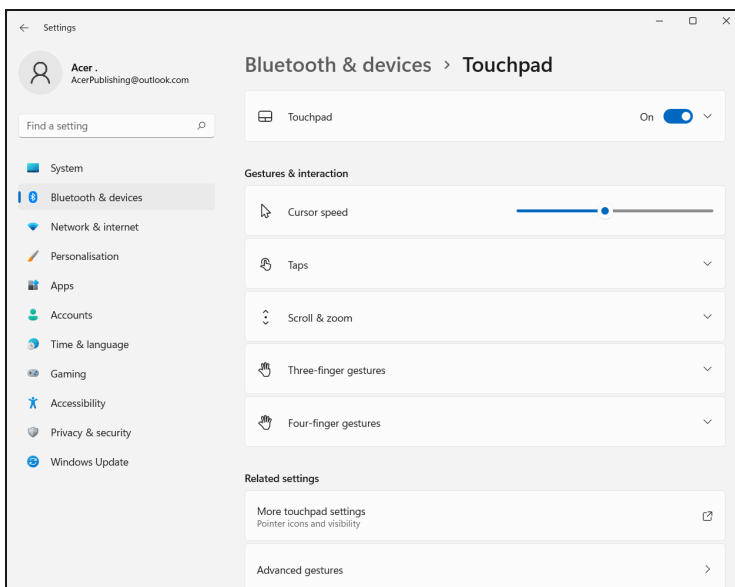 Settings
Acer .
AcerPublishing@outlook.com
Find a setting
System
Bluetooth & devices
Network & internet
Personalisation
Apps
Accounts
Time & language
Gaming
Accessibility
Privacy & security
Windows Update
Bluetooth & devices > Touchpad
Touchpad
On
Gestures & interaction
Cursor speed
Taps
Scroll & zoom
Three-finger gestures
Four-finger gestures
Related settings
More touchpad settings
Pointer icons and visibility
Advanced gestures